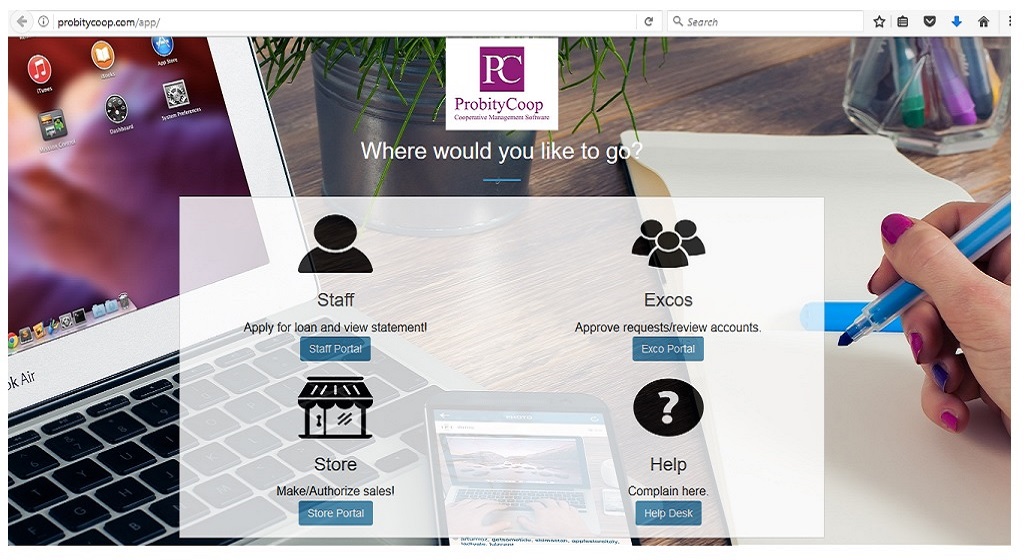 probitycoop.com/app/
Search
iTunes
iBooks
App Store
Mission Control
Dashboard
System Preferences
PC
ProbityCoop
Cooperative Management Software
Where would you like to go?
Staff
Excos
Apply for loan and view statement!
Approve requests/review accounts.
Staff Portal
Exco Portal
ok Air
Store
Help
Make/Authorize sales!
Complain here.
Store Portal
Help Desk